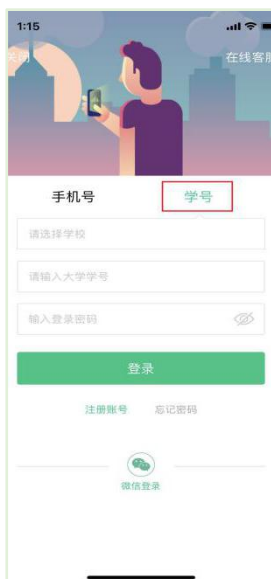 1:15
关闭
在线客服
手机号 学号
请选择学校
请输入大学学号
输入登录密码
登录
注册账号 忘记密码
微信登录